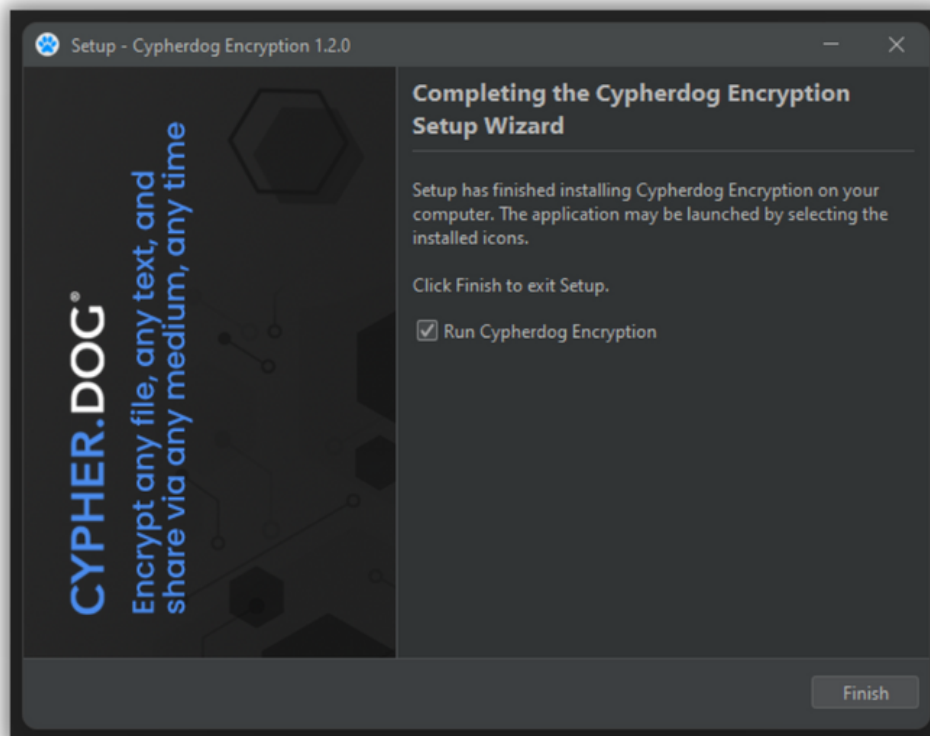 Setup - Cypherdog Encryption 1.2.0
CYPHER.DOG®
Encrypt any file, any text, and
share via any medium, any time
Completing the Cypherdog Encryption
Setup Wizard
Setup has finished installing Cypherdog Encryption on your
computer. The application may be launched by selecting the
installed icons.
Click Finish to exit Setup.
Run Cypherdog Encryption
Finish